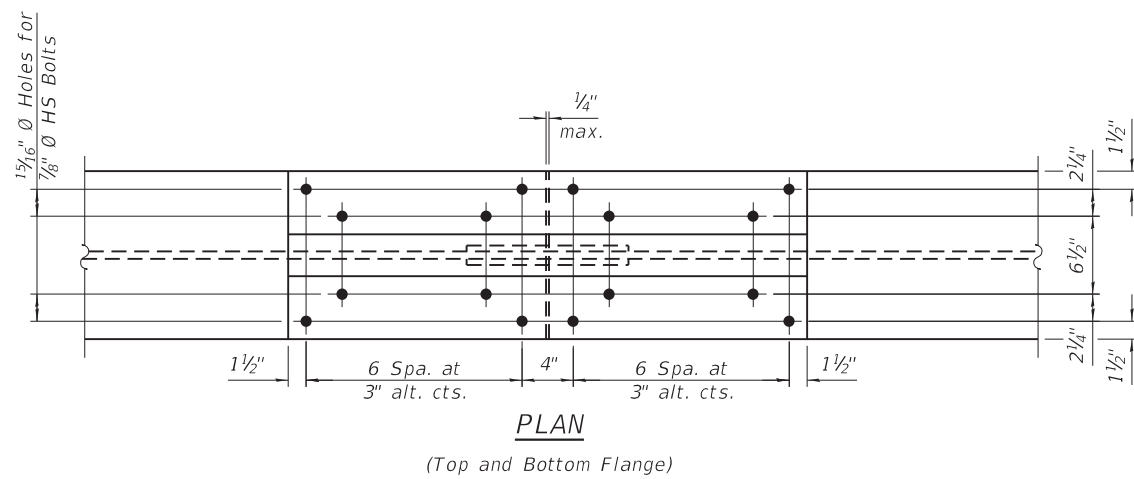 15/16" Ø Holes for
7/8" Ø HS Bolts
1/4"
max.
1 1/2"
2 1/4"
6 1/2"
2 1/4"
1 1/2"
1 1/2"
6 Spa. at
3" alt. cts.
4"
6 Spa. at
3" alt. cts.
1 1/2"
PLAN
(Top and Bottom Flange)